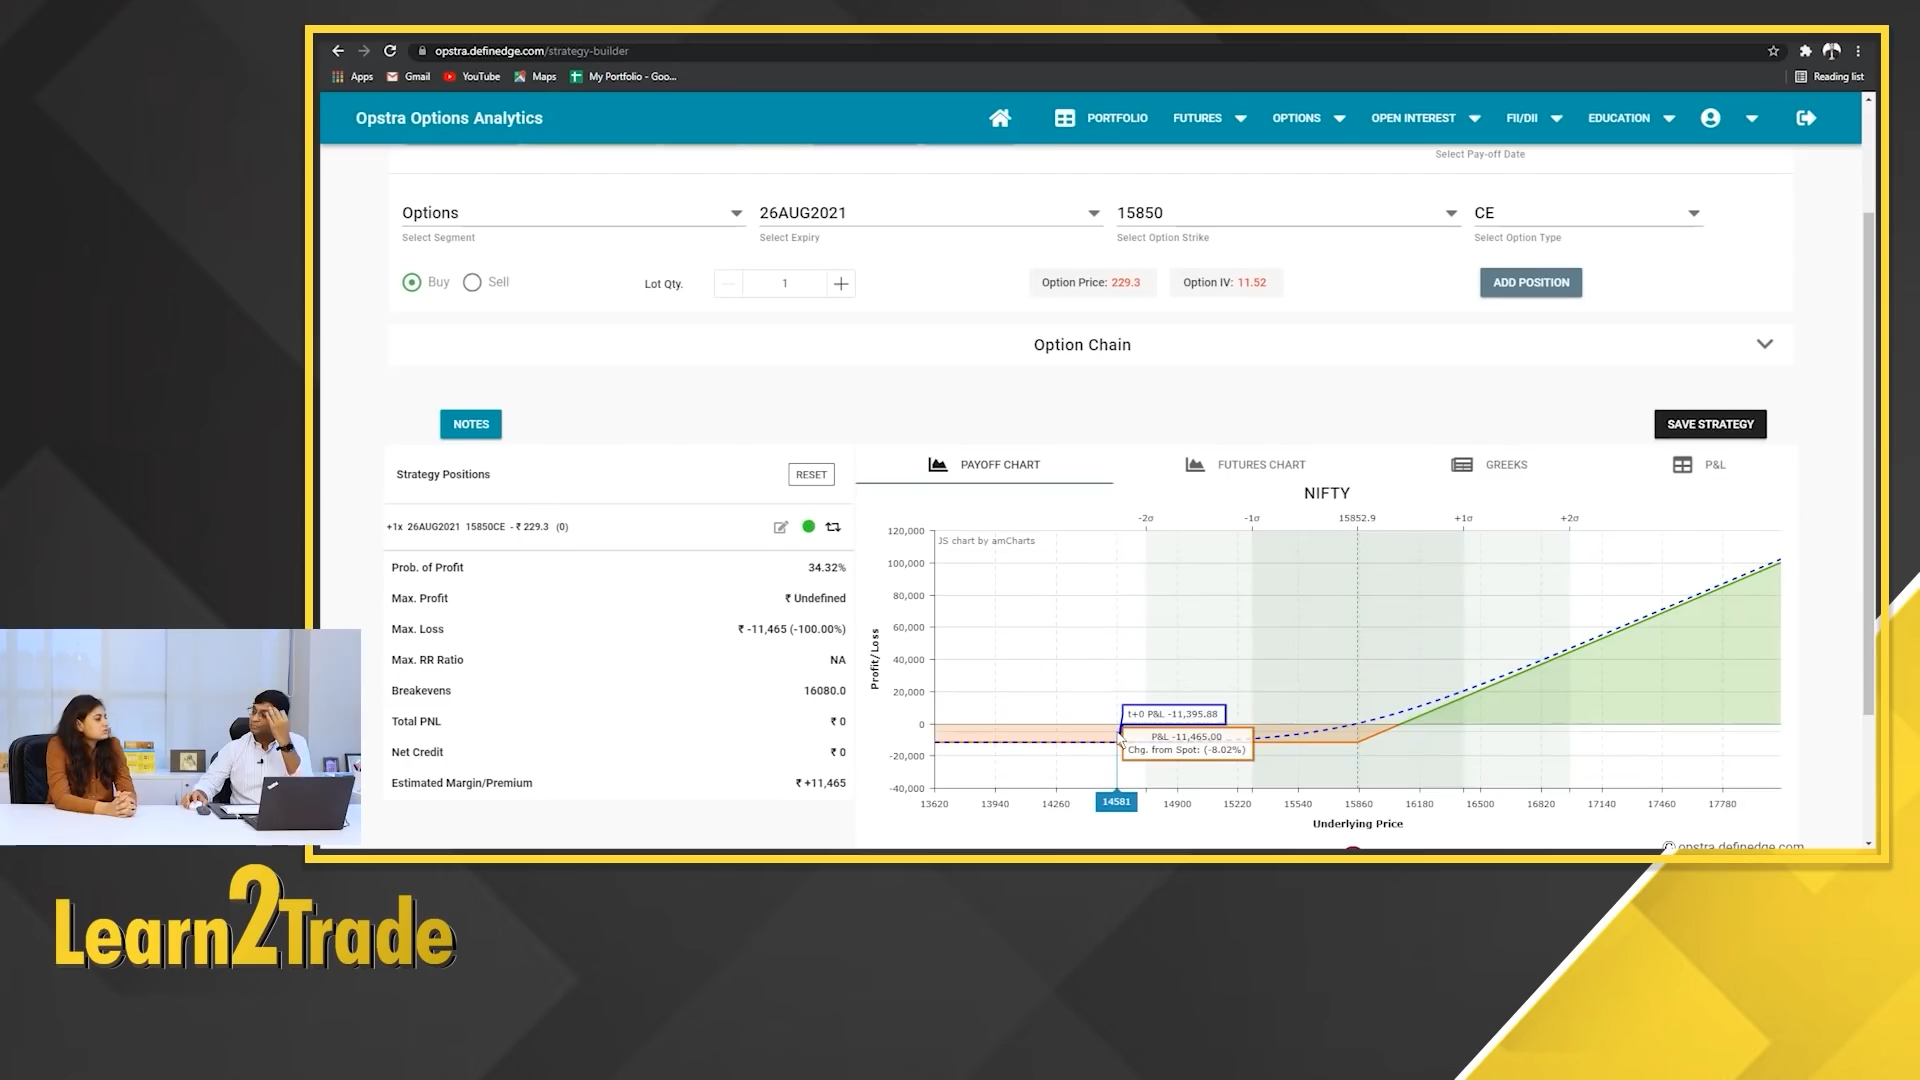 opstra.definedge.com/strategy-builder
Apps Gmail YouTube Maps My Portfolio - Goo... Reading list
Opstra Options Analytics PORTFOLIO FUTURES OPTIONS OPEN INTEREST FII/DII EDUCATION
Select Pay-off Date
Options 26AUG2021 15850 CE
Select Segment Select Expiry Select Option Strike Select Option Type
Buy Sell Lot Qty. 1 Option Price: 229.3 Option IV: 11.52 ADD POSITION
Option Chain
NOTES SAVE STRATEGY
Strategy Positions RESET
PAYOFF CHART FUTURES CHART GREEKS P&L
+1x 26AUG2021 15850CE - ₹ 229.3 (0)
Prob. of Profit 34.32%
Max. Profit ₹ Undefined
Max. Loss ₹ -11,465 (-100.00%)
Max. RR Ratio NA
Breakevens 16080.0
Total PNL ₹ 0
Net Credit ₹ 0
Estimated Margin/Premium ₹ +11,465
NIFTY
-2σ -1σ 15852.9 +1σ +2σ
JS chart by amCharts
120,000
100,000
80,000
60,000
40,000
20,000
0
-20,000
-40,000
Profit/Loss
t+0 P&L -11,395.88
P&L -11,465.00
Chg. from Spot: (-8.02%)
13620 13940 14260 14581 14900 15220 15540 15860 16180 16500 16820 17140 17460 17780
Underlying Price
opstra.definedge.com
Learn2Trade